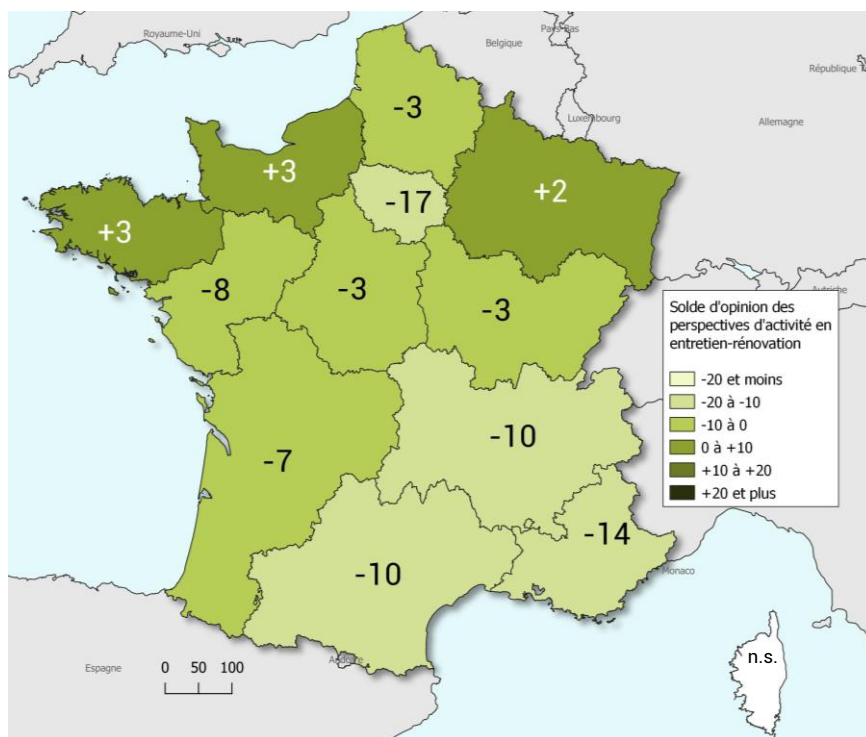 Royaume-Uni
Pays-Bas
Belgique
République T
Luxembourg
Allemagne
-3
+3
-17
+2
+3
-8
-3
-3
Autriche
Solde d'opinion des
perspectives d'activité en
entretien-rénovation
-20 et moins
-20 à -10
-10 à 0
0 à +10
+10 à +20
+20 et plus
-10
-7
-14
-10
Monaco
n.s.
Andorre
Espagne
0 50 100